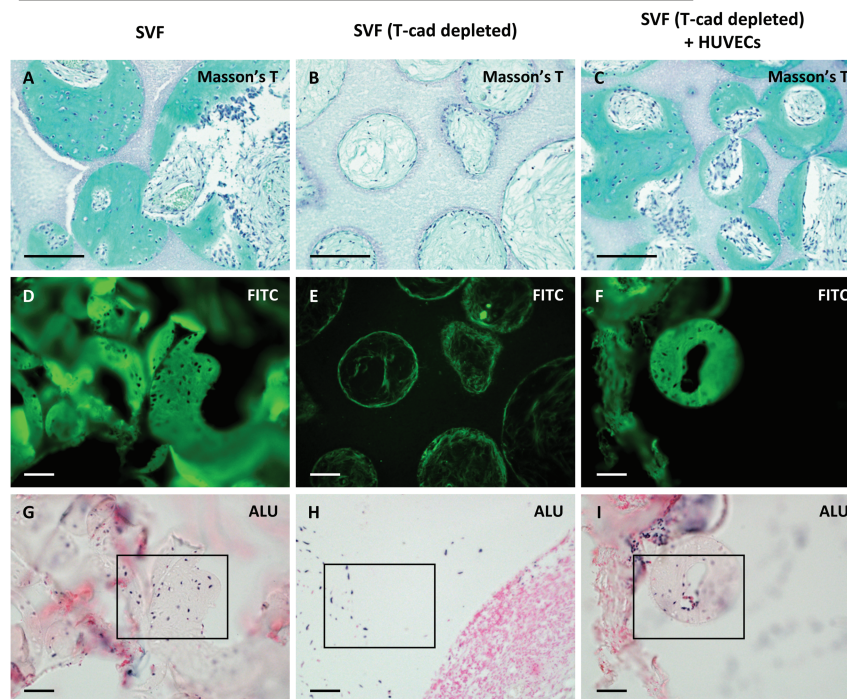 SVF
SVF (T-cad depleted)
SVF (T-cad depleted)
+ HUVECs
A Masson's T
B Masson's T
C Masson's T
D FITC
E FITC
F FITC
G ALU
H ALU
I ALU